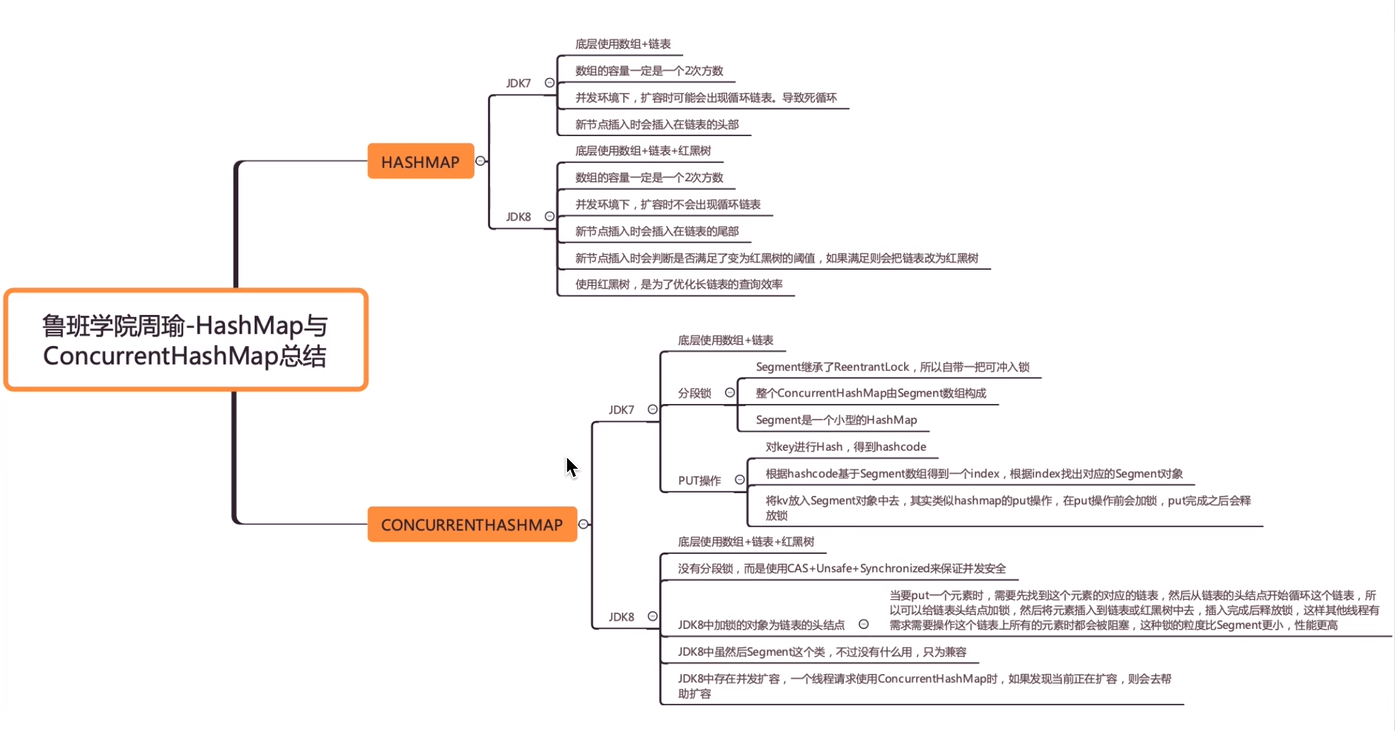 鲁班学院周瑜-HashMap与
ConcurrentHashMap总结
HASHMAP
JDK7
底层使用数组+链表
数组的容量一定是一个2次方数
并发环境下，扩容时可能会出现循环链表。导致死循环
新节点插入时会插入在链表的头部
JDK8
底层使用数组+链表+红黑树
数组的容量一定是一个2次方数
并发环境下，扩容时不会出现循环链表
新节点插入时会插入在链表的尾部
新节点插入时会判断是否满足了变为红黑树的阈值，如果满足则会把链表改为红黑树
使用红黑树，是为了优化长链表的查询效率
CONCURRENTHASHMAP
JDK7
底层使用数组+链表
分段锁
Segment继承了ReentrantLock，所以自带一把可冲入锁
整个ConcurrentHashMap由Segment数组构成
Segment是一个小型的HashMap
PUT操作
对key进行Hash，得到hashcode
根据hashcode基于Segment数组得到一个index，根据index找出对应的Segment对象
将kv放入Segment对象中去，其实类似hashmap的put操作，在put操作前会加锁，put完成之后会释
放锁
JDK8
底层使用数组+链表+红黑树
没有分段锁，而是使用CAS+Unsafe+Synchronized来保证并发安全
JDK8中加锁的对象为链表的头结点
当要put一个元素时，需要先找到这个元素的对应的链表，然后从链表的头结点开始循环这个链表，所
以可以给链表头结点加锁，然后将元素插入到链表或红黑树中去，插入完成后释放锁，这样其他线程有
需求需要操作这个链表上所有的元素时都会被阻塞，这种锁的粒度比Segment更小，性能更高
JDK8中虽然后Segment这个类，不过没有什么用，只为兼容
JDK8中存在并发扩容，一个线程请求使用ConcurrentHashMap时，如果发现当前正在扩容，则会去帮
助扩容